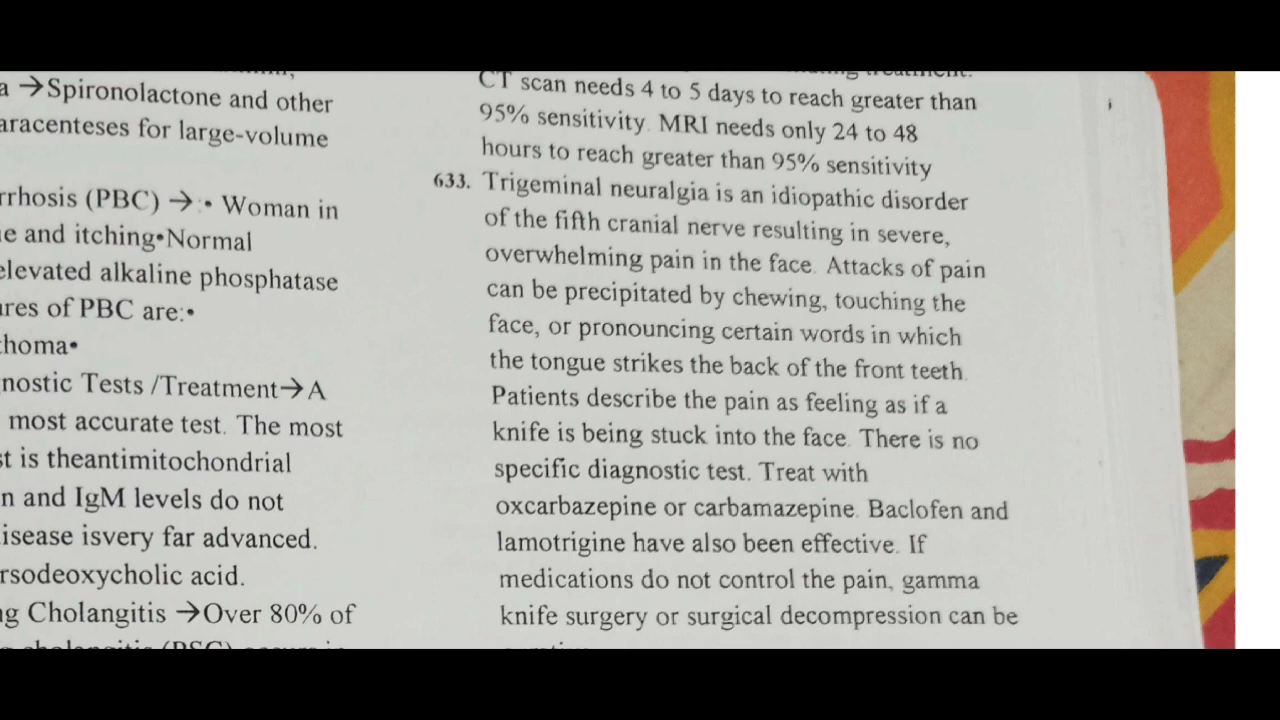 a →Spironolactone and other
aracenteses for large-volume
rrhosis (PBC) →:• Woman in
e and itching•Normal
elevated alkaline phosphatase
ures of PBC are:•
thoma•
nostic Tests /Treatment→A
most accurate test. The most
st is theantimitochondrial
n and IgM levels do not
isease isvery far advanced.
rsodeoxycholic acid.
ng Cholangitis →Over 80% of
cholangitis (PSC) occurs in
treatment.
CT scan needs 4 to 5 days to reach greater than
95% sensitivity. MRI needs only 24 to 48
hours to reach greater than 95% sensitivity
633. Trigeminal neuralgia is an idiopathic disorder
of the fifth cranial nerve resulting in severe,
overwhelming pain in the face. Attacks of pain
can be precipitated by chewing, touching the
face, or pronouncing certain words in which
the tongue strikes the back of the front teeth.
Patients describe the pain as feeling as if a
knife is being stuck into the face. There is no
specific diagnostic test. Treat with
oxcarbazepine or carbamazepine. Baclofen and
lamotrigine have also been effective. If
medications do not control the pain, gamma
knife surgery or surgical decompression can be